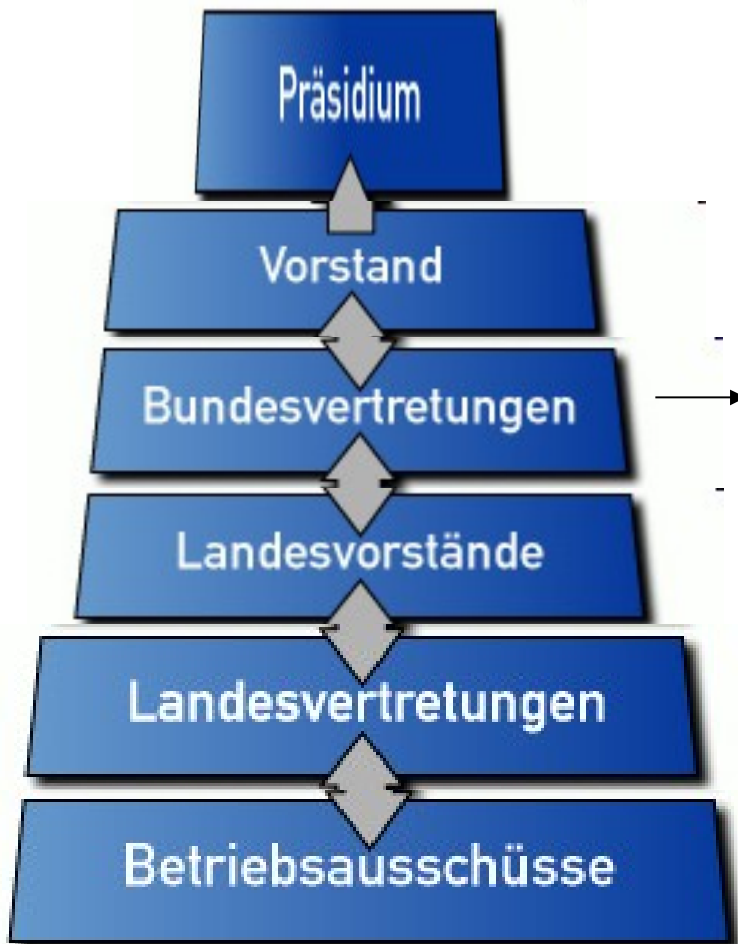 Präsidium
Vorstand
Bundesvertretungen
Landesvorstände
Landesvertretungen
Betriebsausschüsse